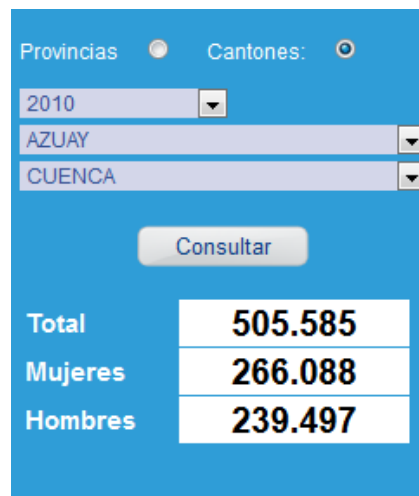 Provincias Cantones:
2010
AZUAY
CUENCA
Consultar
Total 505.585
Mujeres 266.088
Hombres 239.497